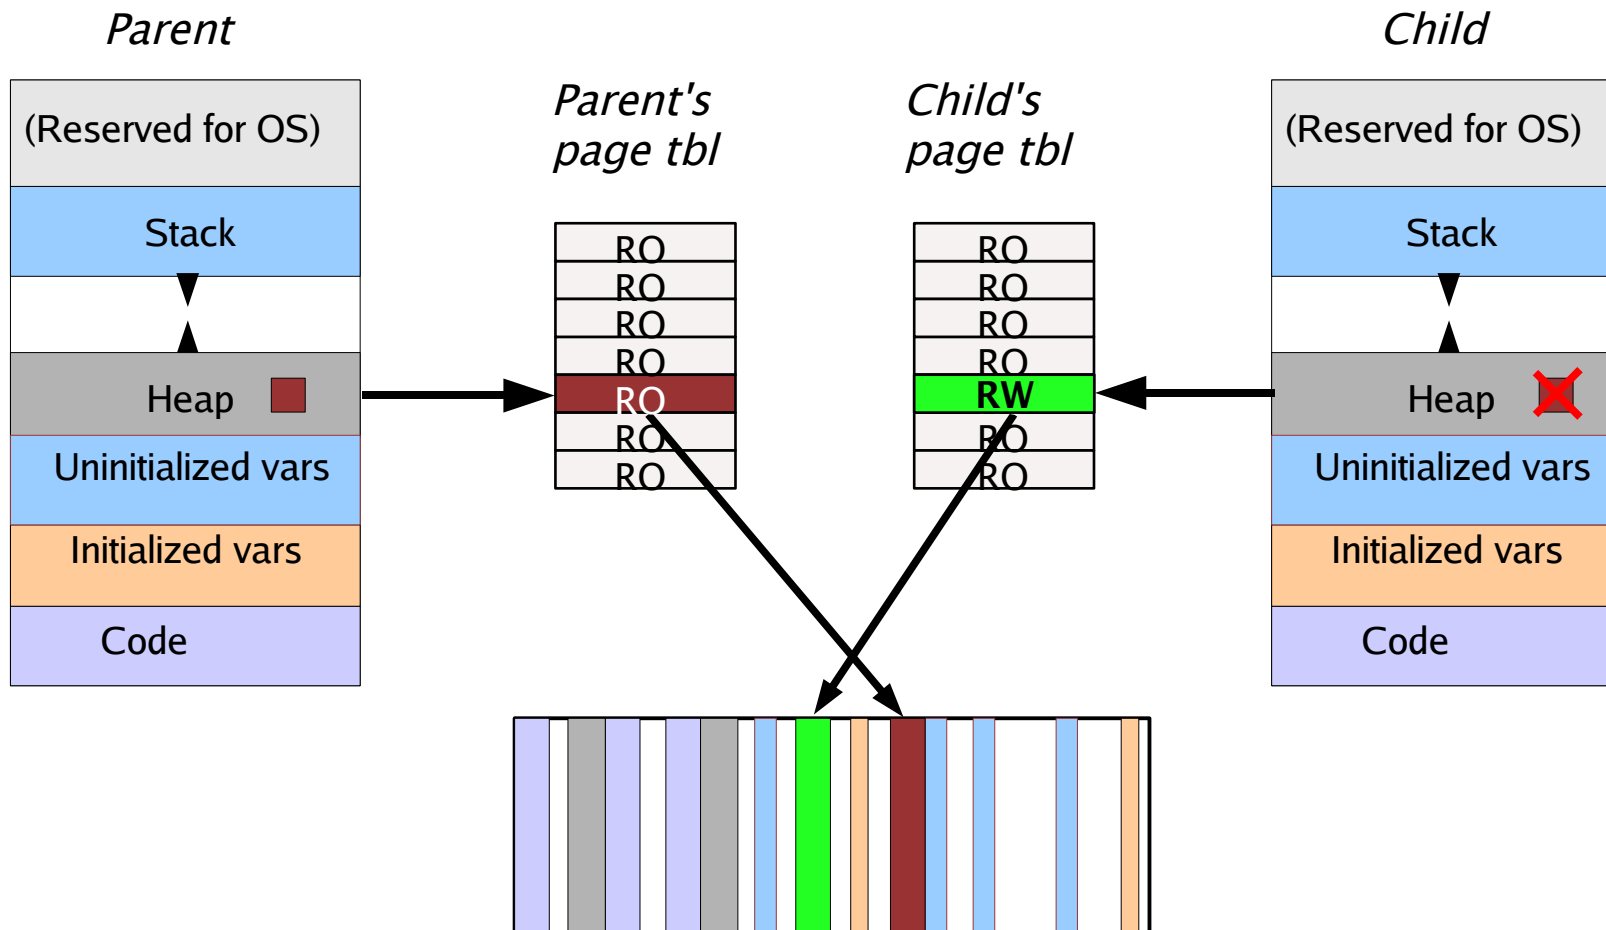 Parent
Child
Parent's
page tbl
Child's
page tbl
(Reserved for OS)
Stack
Heap
Uninitialized vars
Initialized vars
Code
RO
RO
RO
RO
RO
RO
RO
RO
RO
RO
RO
RW
RO
RO
(Reserved for OS)
Stack
Heap
Uninitialized vars
Initialized vars
Code